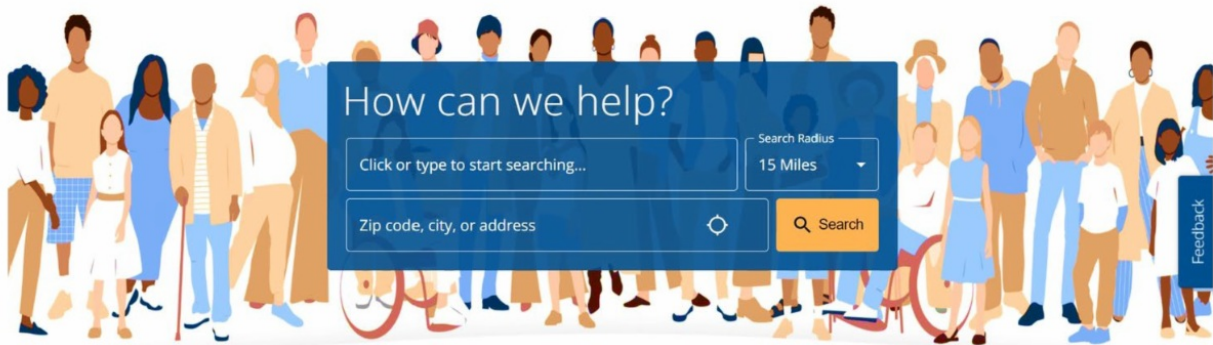 How can we help?
Click or type to start searching...
Search Radius
15 Miles
Zip code, city, or address
Search
Feedback